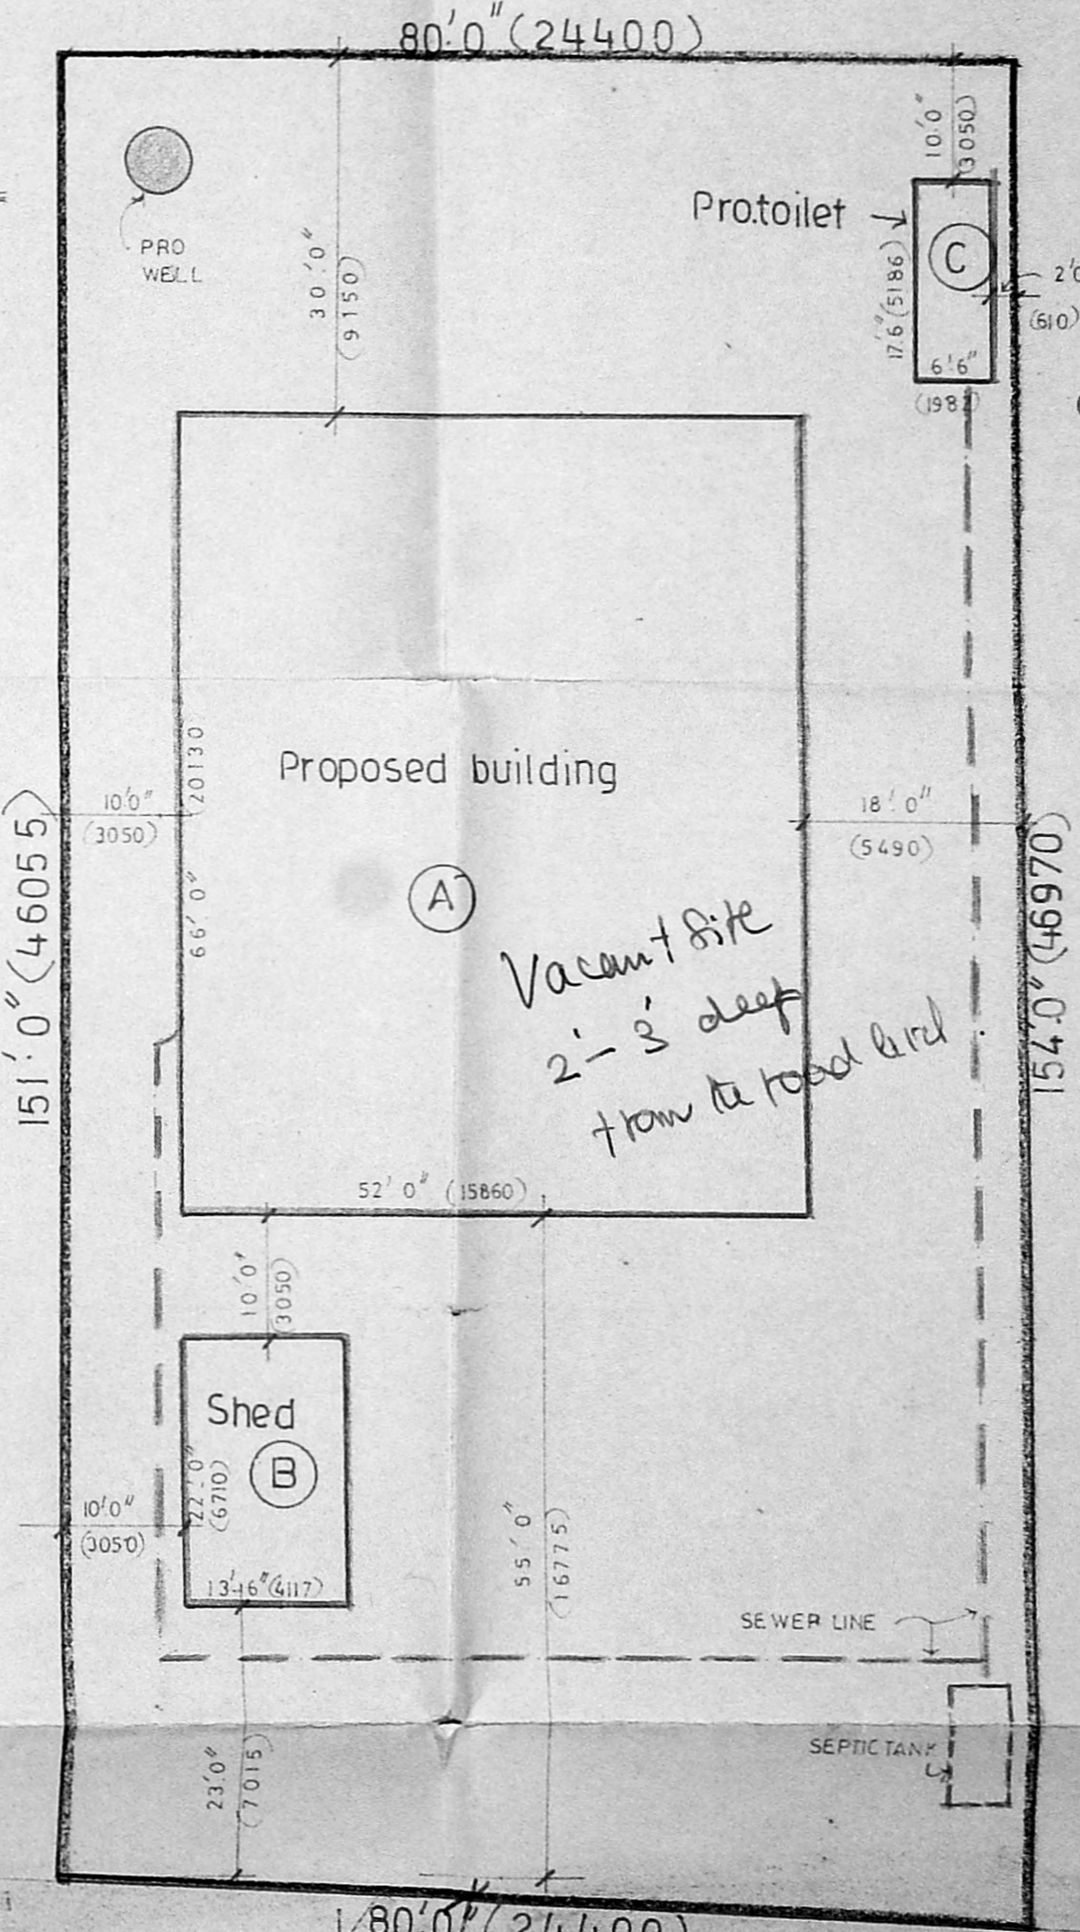 80'.0" (24400)
10'.0"
(3050)
PRO
WELL
Pro.toilet
C
17'.6" (5186)
30'.0"
(9150)
(610)
6'.6"
Proposed building
A
66'.0" (20130
10'0"
(3050)
18'.0"
(5490)
151'.0" (46055)
154'.0" (46970)
Vacant Site
2'- 3' deep
from the road level
52'0" (15860)
10'0"
(3050)
Shed
B
22'.0"
(6710)
13'-6" (4117)
10'0"
(3050)
55'0"
(16775)
SEWER LINE
SEPTIC TANK
23'.0"
(7015)
80'.0" (24400)